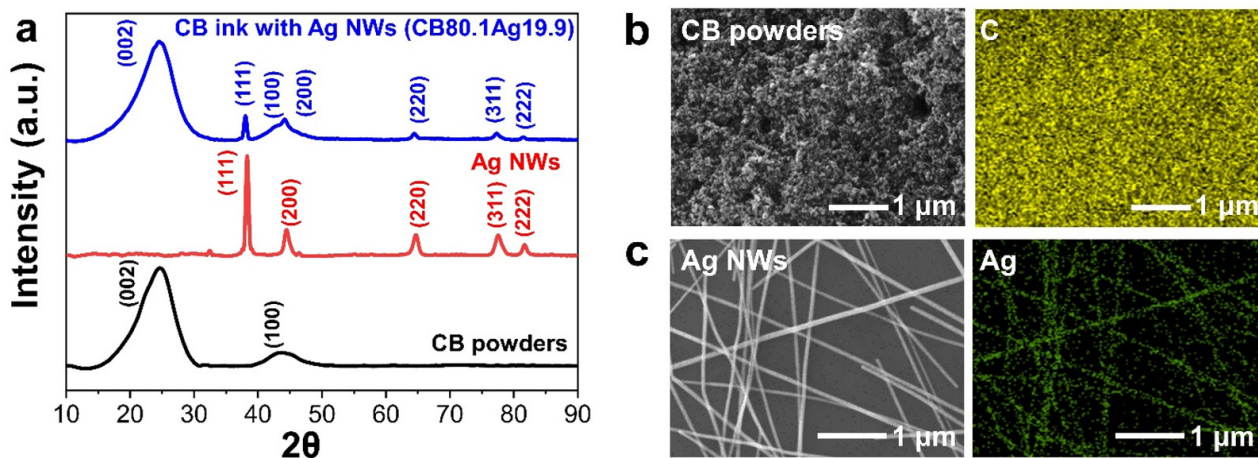 a
CB ink with Ag NWs (CB80.1Ag19.9)
(002)
(111)
(100)
(200)
(220)
(311)
(222)
Ag NWs
(111)
(200)
(220)
(311)
(222)
(002)
(100)
CB powders
Intensity (a.u.)
10 20 30 40 50 60 70 80 90
2θ
b
CB powders
1 µm
C
1 µm
c
Ag NWs
1 µm
Ag
1 µm